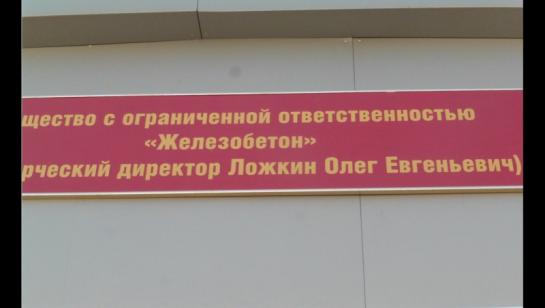 щество с ограниченной ответственностью
«Железобетон»
рческий директор Ложкин Олег Евгеньевич)